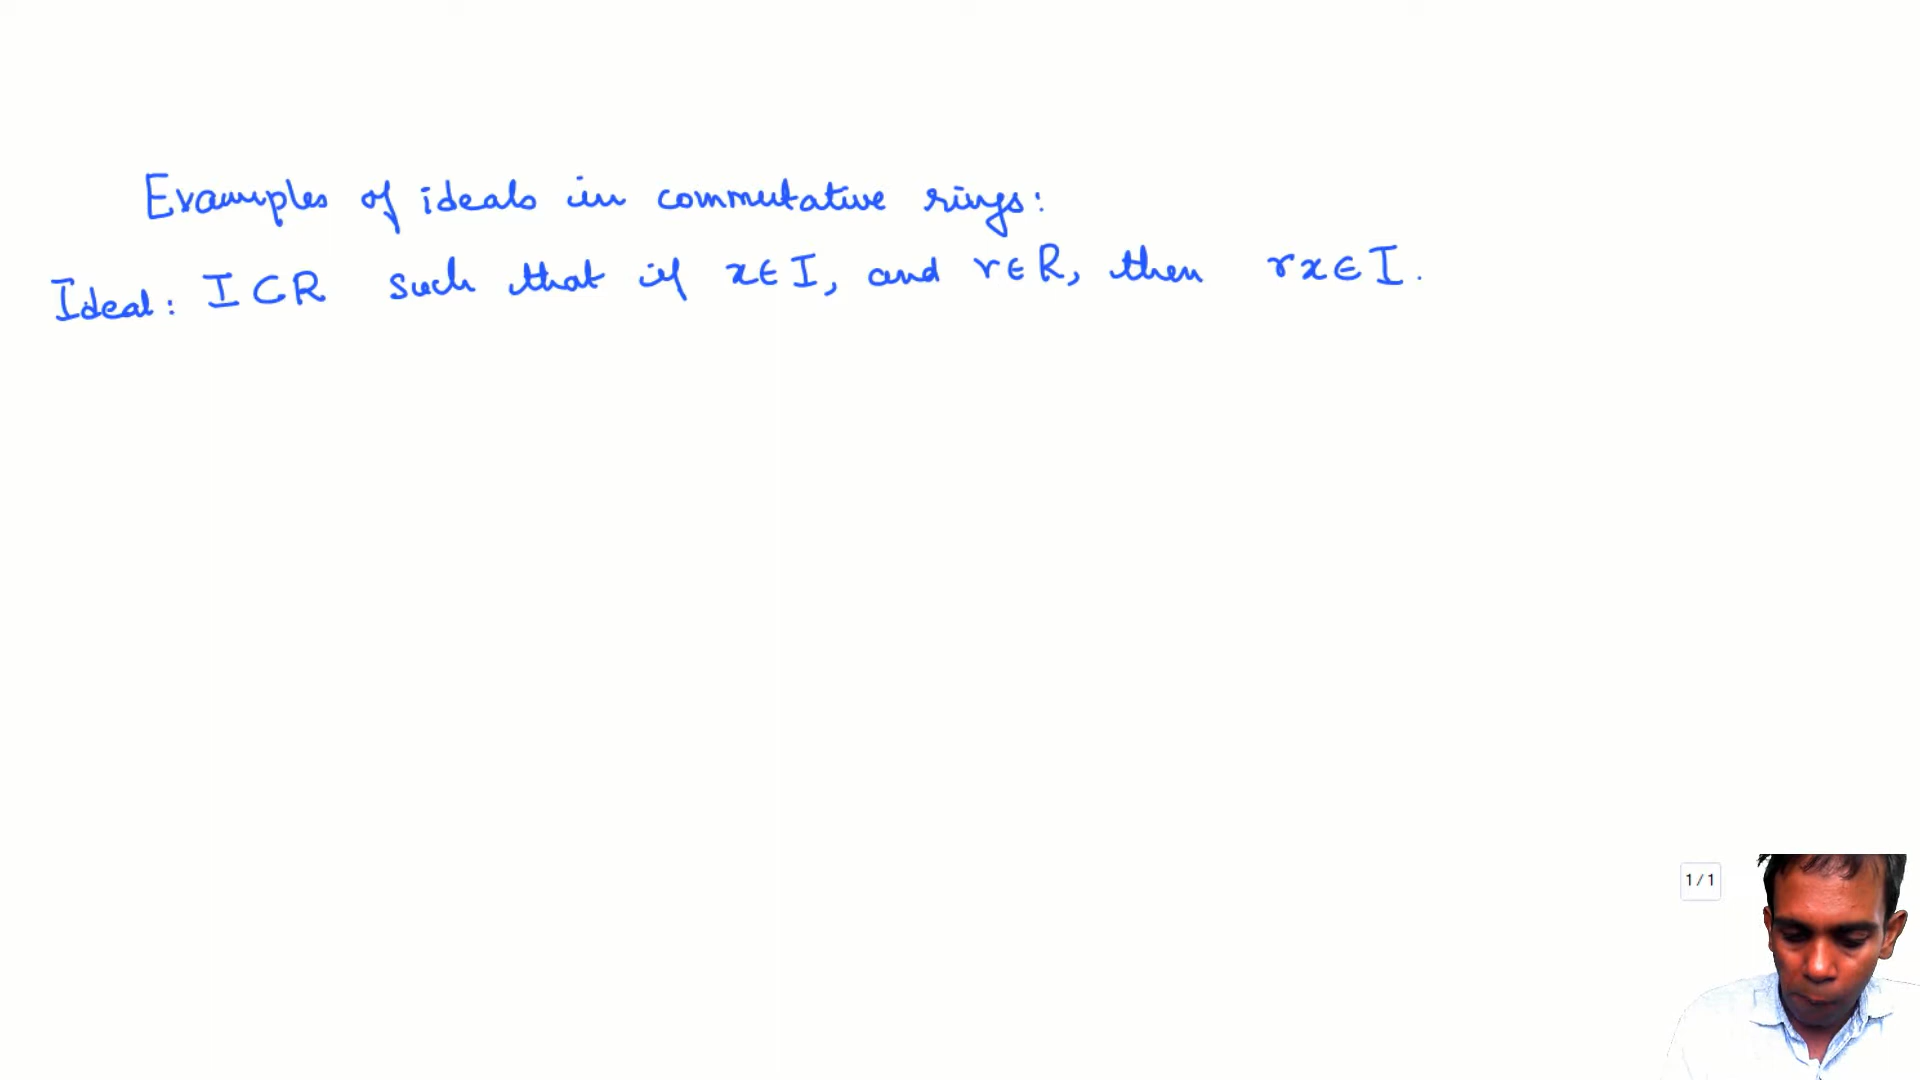 Examples of ideals in commutative rings:
Ideal: I ⊂ R such that if x ∈ I, and r ∈ R, then rx ∈ I.
1/1